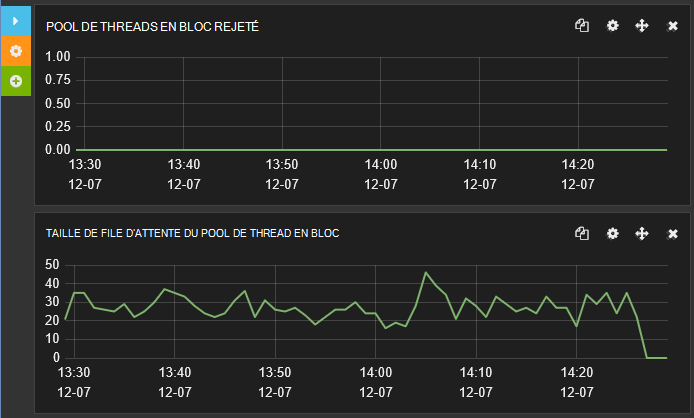 POOL DE THREADS EN BLOC REJETÉ
1.00
0.75
0.50
0.25
0.00
13:30 13:40 13:50 14:00 14:10 14:20
12-07 12-07 12-07 12-07 12-07 12-07
TAILLE DE FILE D'ATTENTE DU POOL DE THREAD EN BLOC
50
40
30
20
10
0
13:30 13:40 13:50 14:00 14:10 14:20
12-07 12-07 12-07 12-07 12-07 12-07